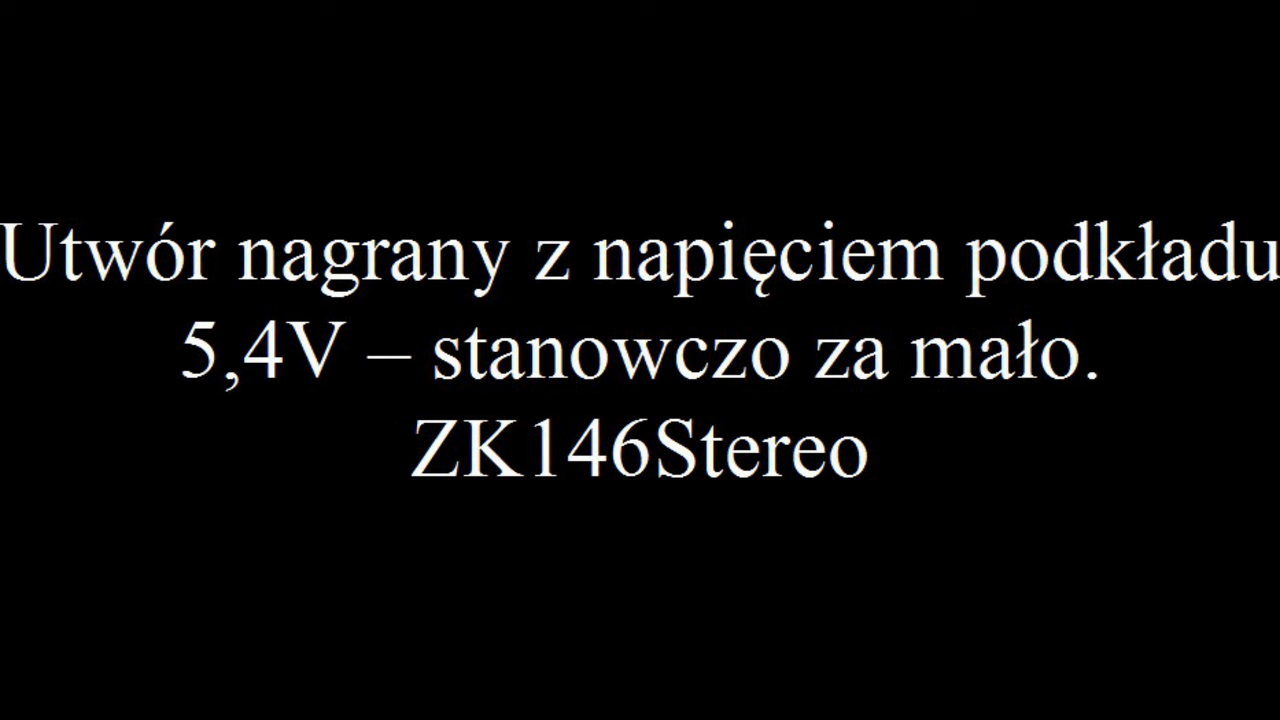 Utwór nagrany z napięciem podkładu
5,4V – stanowczo za mało.
ZK146Stereo